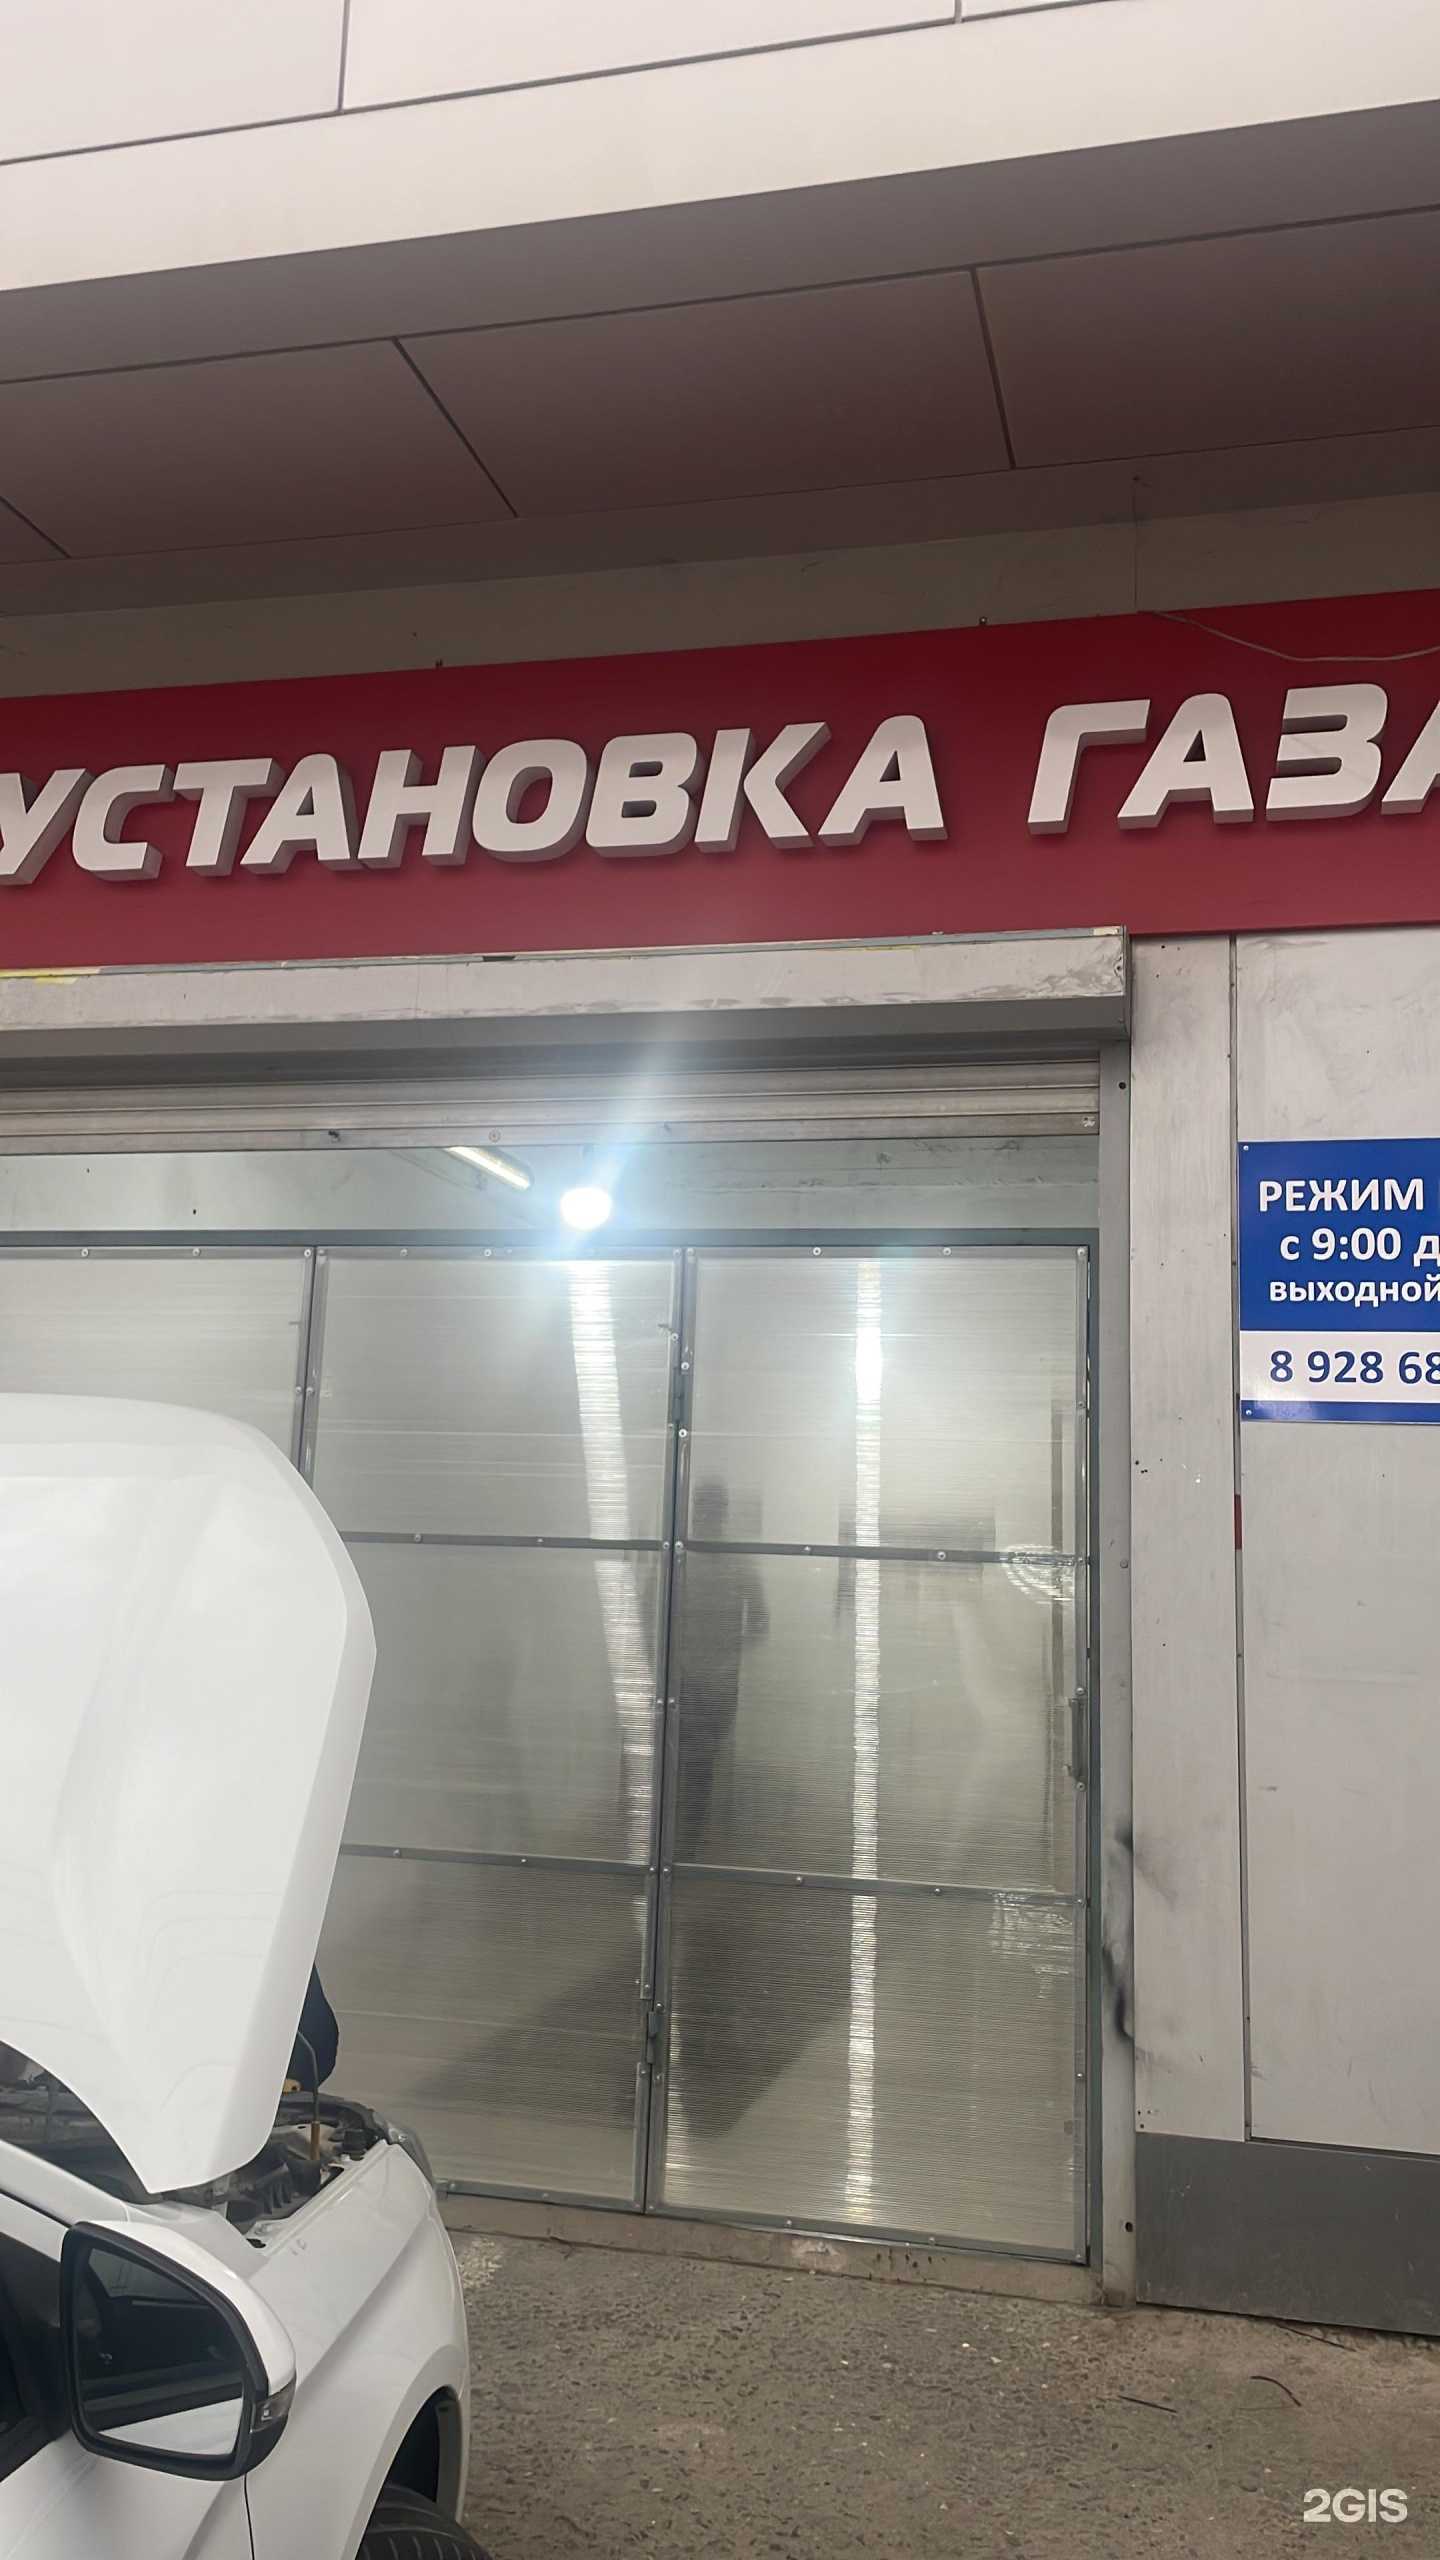 УСТАНОВКА ГАЗА
РЕЖИМ
с 9:00
выходной
8 928 68
2GIS